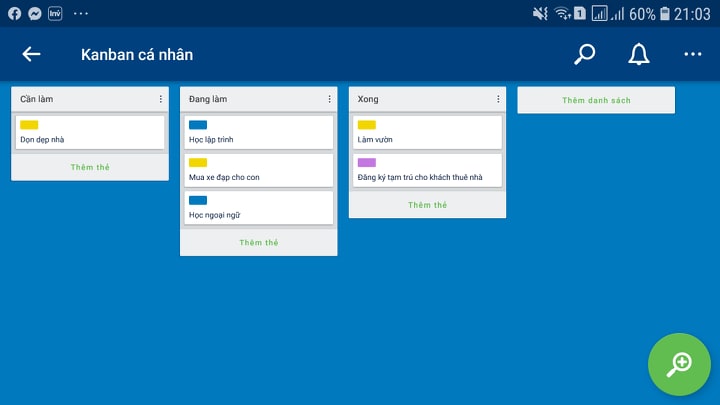 Inv
1
60%
21:03
Kanban cá nhân
Cần làm
Dọn dẹp nhà
Thêm thẻ
Đang làm
Học lập trình
Mua xe đạp cho con
Học ngoại ngữ
Thêm thẻ
Xong
Làm vườn
Đăng ký tạm trú cho khách thuê nhà
Thêm thẻ
Thêm danh sách